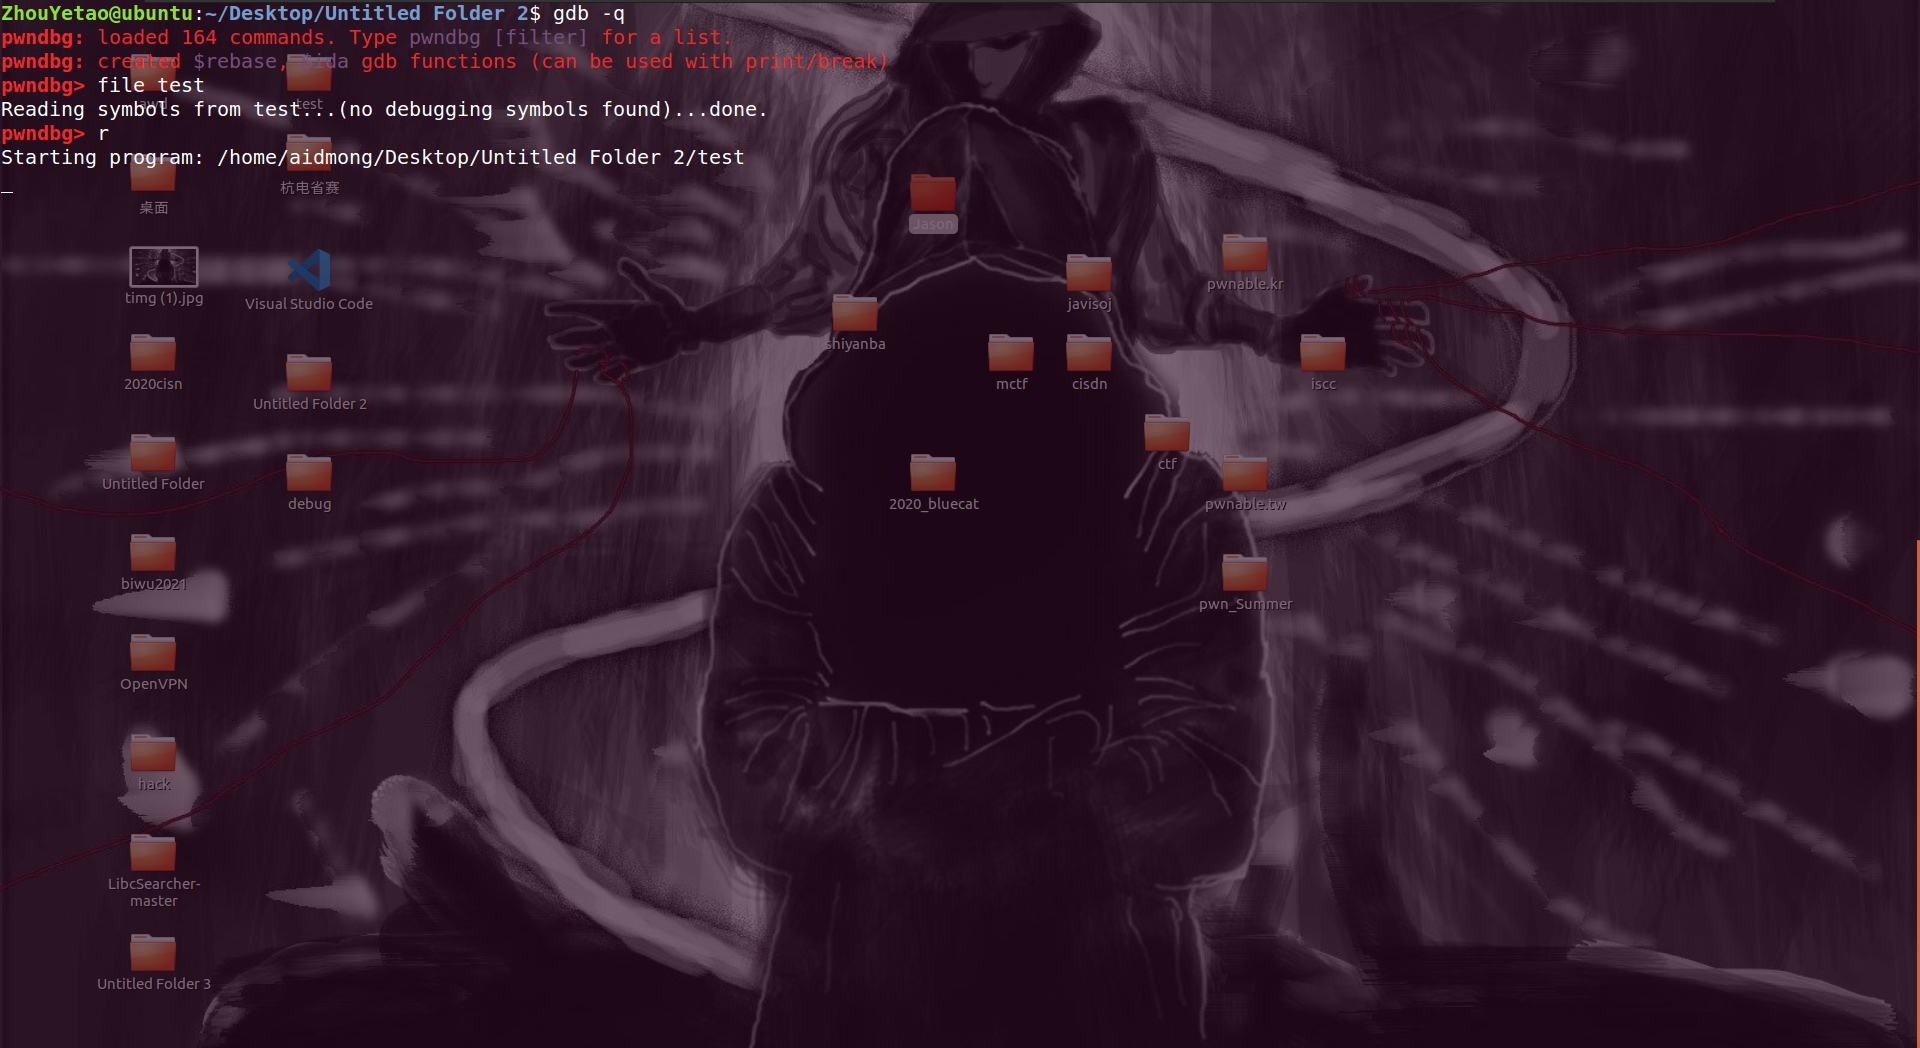 ZhouYetao@ubuntu:~/Desktop/Untitled Folder 2$ gdb -q
pwndbg: loaded 164 commands. Type pwndbg [filter] for a list.
pwndbg: created $rebase, $ida gdb functions (can be used with print/break)
pwndbg> file test
Reading symbols from test...(no debugging symbols found)...done.
pwndbg> r
Starting program: /home/aidmong/Desktop/Untitled Folder 2/test
_
awd
test
桌面
杭电省赛
Jason
timg (1).jpg
Visual Studio Code
shiyanba
javisoj
pwnable.kr
2020cisn
Untitled Folder 2
mctf
cisdn
iscc
Untitled Folder
debug
2020_bluecat
ctf
pwnable.tw
biwu2021
pwn_Summer
OpenVPN
hack
LibcSearcher-
master
Untitled Folder 3